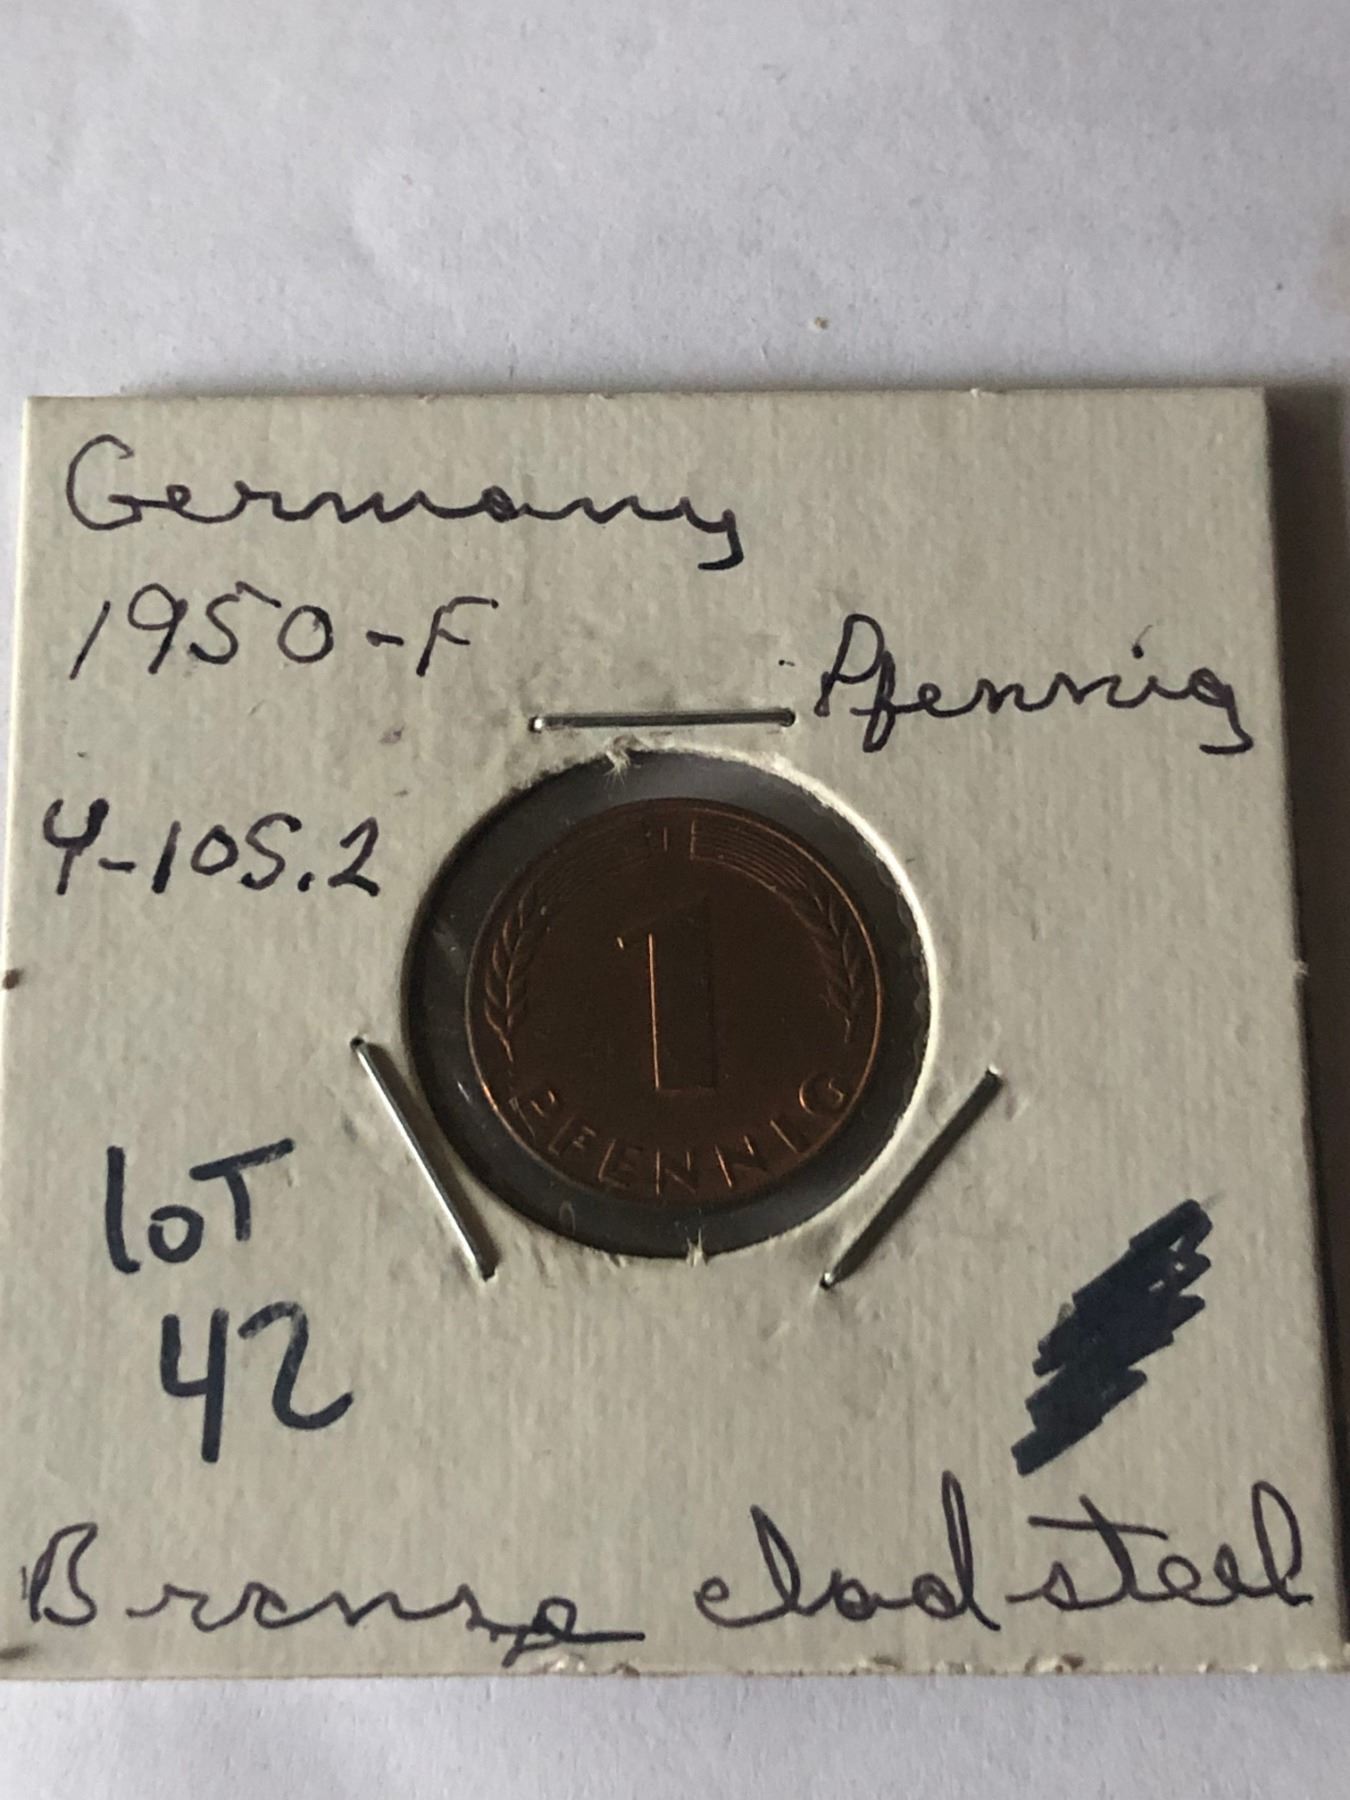 Germany
1950-F
Pfennig
Y-105.2
1
PFENNIG
LOT
42
Bronze clad steel